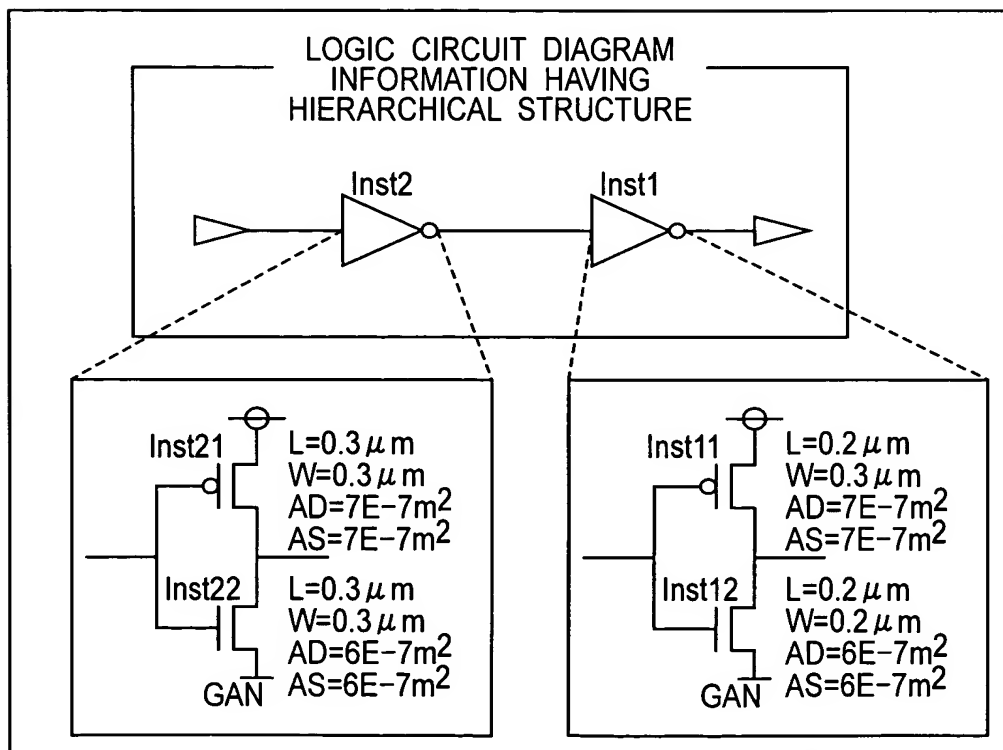 LOGIC CIRCUIT DIAGRAM
INFORMATION HAVING
HIERARCHICAL STRUCTURE
Inst2
Inst1
Inst21
L=0.3μm
W=0.3μm
AD=7E-7m²
AS=7E-7m²
Inst22
L=0.3μm
W=0.3μm
AD=6E-7m²
AS=6E-7m²
GAN
Inst11
L=0.2μm
W=0.3μm
AD=7E-7m²
AS=7E-7m²
Inst12
L=0.2μm
W=0.2μm
AD=6E-7m²
AS=6E-7m²
GAN